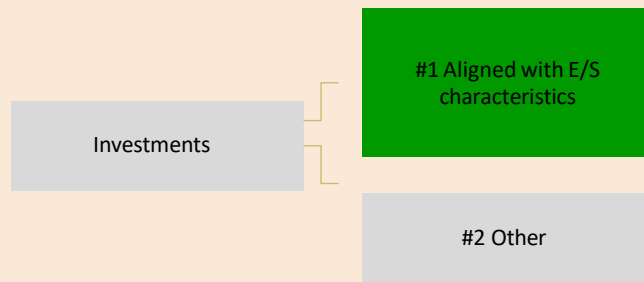 #1 Aligned with E/S
characteristics
Investments
#2 Other